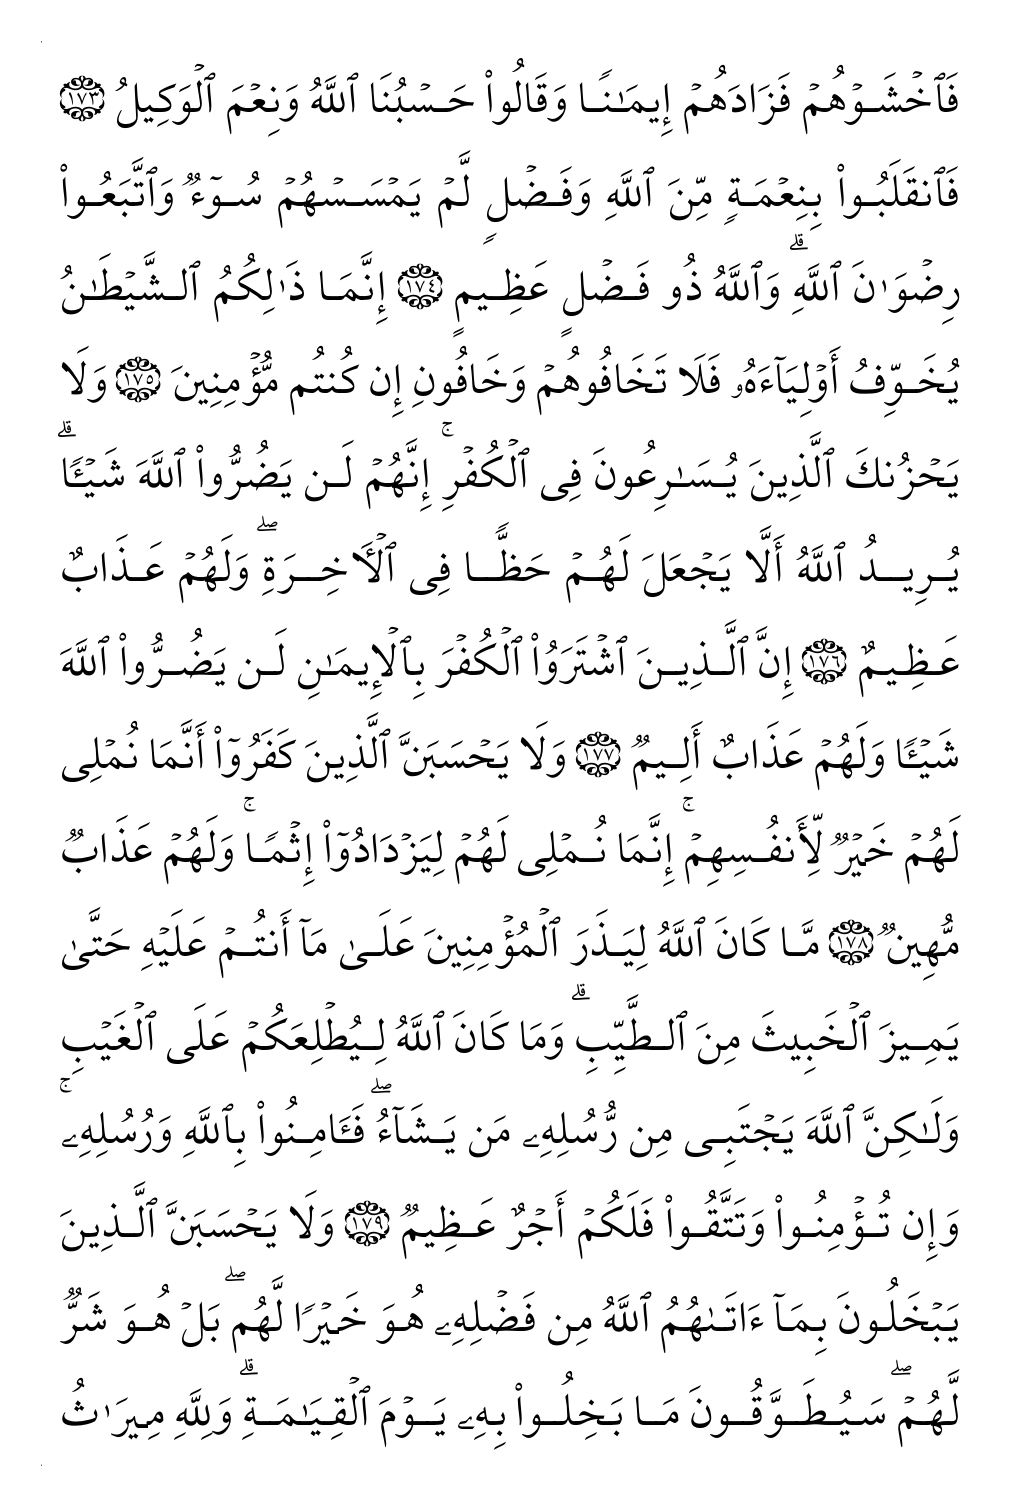 فَٱخۡشَوۡهُمۡ فَزَادَهُمۡ إِيمَٰنٗا وَقَالُواْ حَسۡبُنَا ٱللَّهُ وَنِعۡمَ ٱلۡوَكِيلُ ١٧٣
فَٱنقَلَبُواْ بِنِعۡمَةٖ مِّنَ ٱللَّهِ وَفَضۡلٖ لَّمۡ يَمۡسَسۡهُمۡ سُوٓءٞ وَٱتَّبَعُواْ
رِضۡوَٰنَ ٱللَّهِۗ وَٱللَّهُ ذُو فَضۡلٍ عَظِيمٍ ١٧٤ إِنَّمَا ذَٰلِكُمُ ٱلشَّيۡطَٰنُ
يُخَوِّفُ أَوۡلِيَآءَهُۥ فَلَا تَخَافُوهُمۡ وَخَافُونِ إِن كُنتُم مُّؤۡمِنِينَ ١٧٥ وَلَا
يَحۡزُنكَ ٱلَّذِينَ يُسَٰرِعُونَ فِي ٱلۡكُفۡرِۚ إِنَّهُمۡ لَن يَضُرُّواْ ٱللَّهَ شَيۡـٔٗاۗ
يُرِيدُ ٱللَّهُ أَلَّا يَجۡعَلَ لَهُمۡ حَظّٗا فِي ٱلۡأٓخِرَةِۖ وَلَهُمۡ عَذَابٌ
عَظِيمٌ ١٧٦ إِنَّ ٱلَّذِينَ ٱشۡتَرَوُاْ ٱلۡكُفۡرَ بِٱلۡإِيمَٰنِ لَن يَضُرُّواْ ٱللَّهَ
شَيۡـٔٗا وَلَهُمۡ عَذَابٌ أَلِيمٞ ١٧٧ وَلَا يَحۡسَبَنَّ ٱلَّذِينَ كَفَرُوٓاْ أَنَّمَا نُمۡلِي
لَهُمۡ خَيۡرٞ لِّأَنفُسِهِمۡۚ إِنَّمَا نُمۡلِي لَهُمۡ لِيَزۡدَادُوٓاْ إِثۡمٗاۚ وَلَهُمۡ عَذَابٞ
مُّهِينٞ ١٧٨ مَّا كَانَ ٱللَّهُ لِيَذَرَ ٱلۡمُؤۡمِنِينَ عَلَىٰ مَآ أَنتُمۡ عَلَيۡهِ حَتَّىٰ
يَمِيزَ ٱلۡخَبِيثَ مِنَ ٱلطَّيِّبِۗ وَمَا كَانَ ٱللَّهُ لِيُطۡلِعَكُمۡ عَلَى ٱلۡغَيۡبِ
وَلَٰكِنَّ ٱللَّهَ يَجۡتَبِي مِن رُّسُلِهِۦ مَن يَشَآءُۖ فَـَٔامِنُواْ بِٱللَّهِ وَرُسُلِهِۦۚ
وَإِن تُؤۡمِنُواْ وَتَتَّقُواْ فَلَكُمۡ أَجۡرٌ عَظِيمٞ ١٧٩ وَلَا يَحۡسَبَنَّ ٱلَّذِينَ
يَبۡخَلُونَ بِمَآ ءَاتَىٰهُمُ ٱللَّهُ مِن فَضۡلِهِۦ هُوَ خَيۡرٗا لَّهُمۖ بَلۡ هُوَ شَرّٞ
لَّهُمۡۖ سَيُطَوَّقُونَ مَا بَخِلُواْ بِهِۦ يَوۡمَ ٱلۡقِيَٰمَةِۗ وَلِلَّهِ مِيرَٰثُ